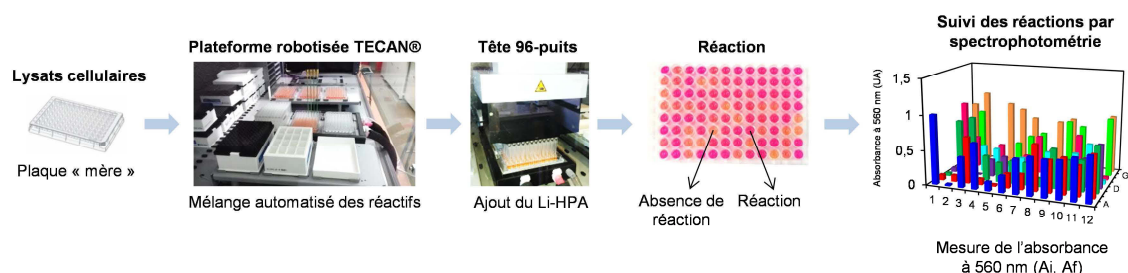 Lysats cellulaires
Plaque « mère »
Plateforme robotisée TECAN®
Mélange automatisé des réactifs
Tête 96-puits
Ajout du Li-HPA
Réaction
Absence de
réaction
Réaction
Suivi des réactions par
spectrophotométrie
Absorbance à 560 nm (UA)
1,5
1
0,5
0
1 2 3 4 5 6 7 8 9 10 11 12
A
D
G
Mesure de l'absorbance
à 560 nm (Ai, Af)